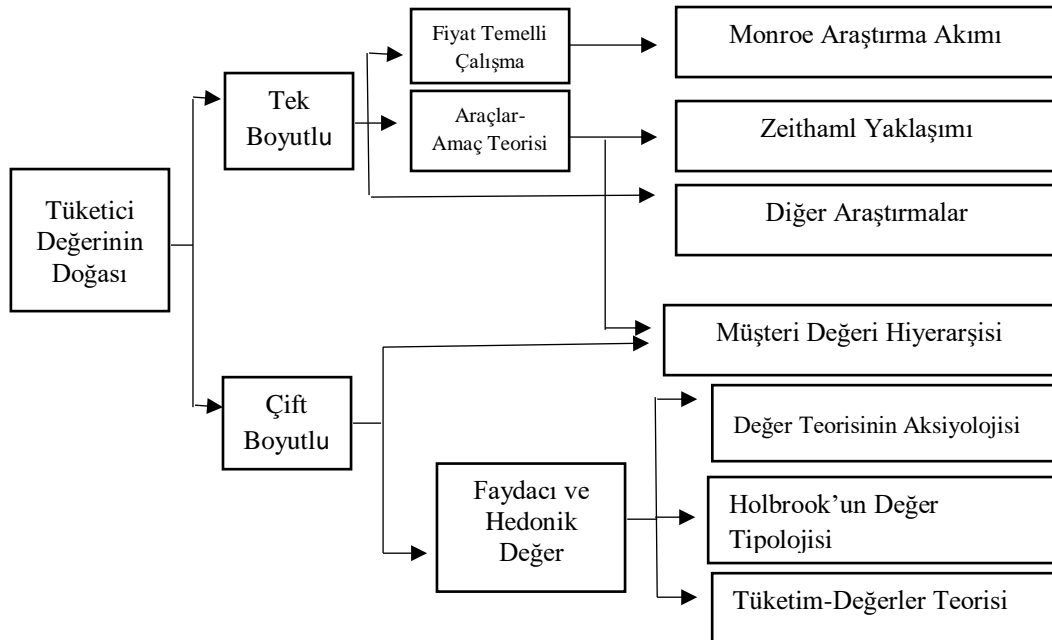 Fiyat Temelli
Çalışma
Monroe Araştırma Akımı
Tek
Boyutlu
Araçlar-
Amaç Teorisi
Zeithaml Yaklaşımı
Tüketici
Değerinin
Doğası
Diğer Araştırmalar
Müşteri Değeri Hiyerarşisi
Çift
Boyutlu
Değer Teorisinin Aksiyolojisi
Faydacı ve
Hedonik
Değer
Holbrook’un Değer
Tipolojisi
Tüketim-Değerler Teorisi